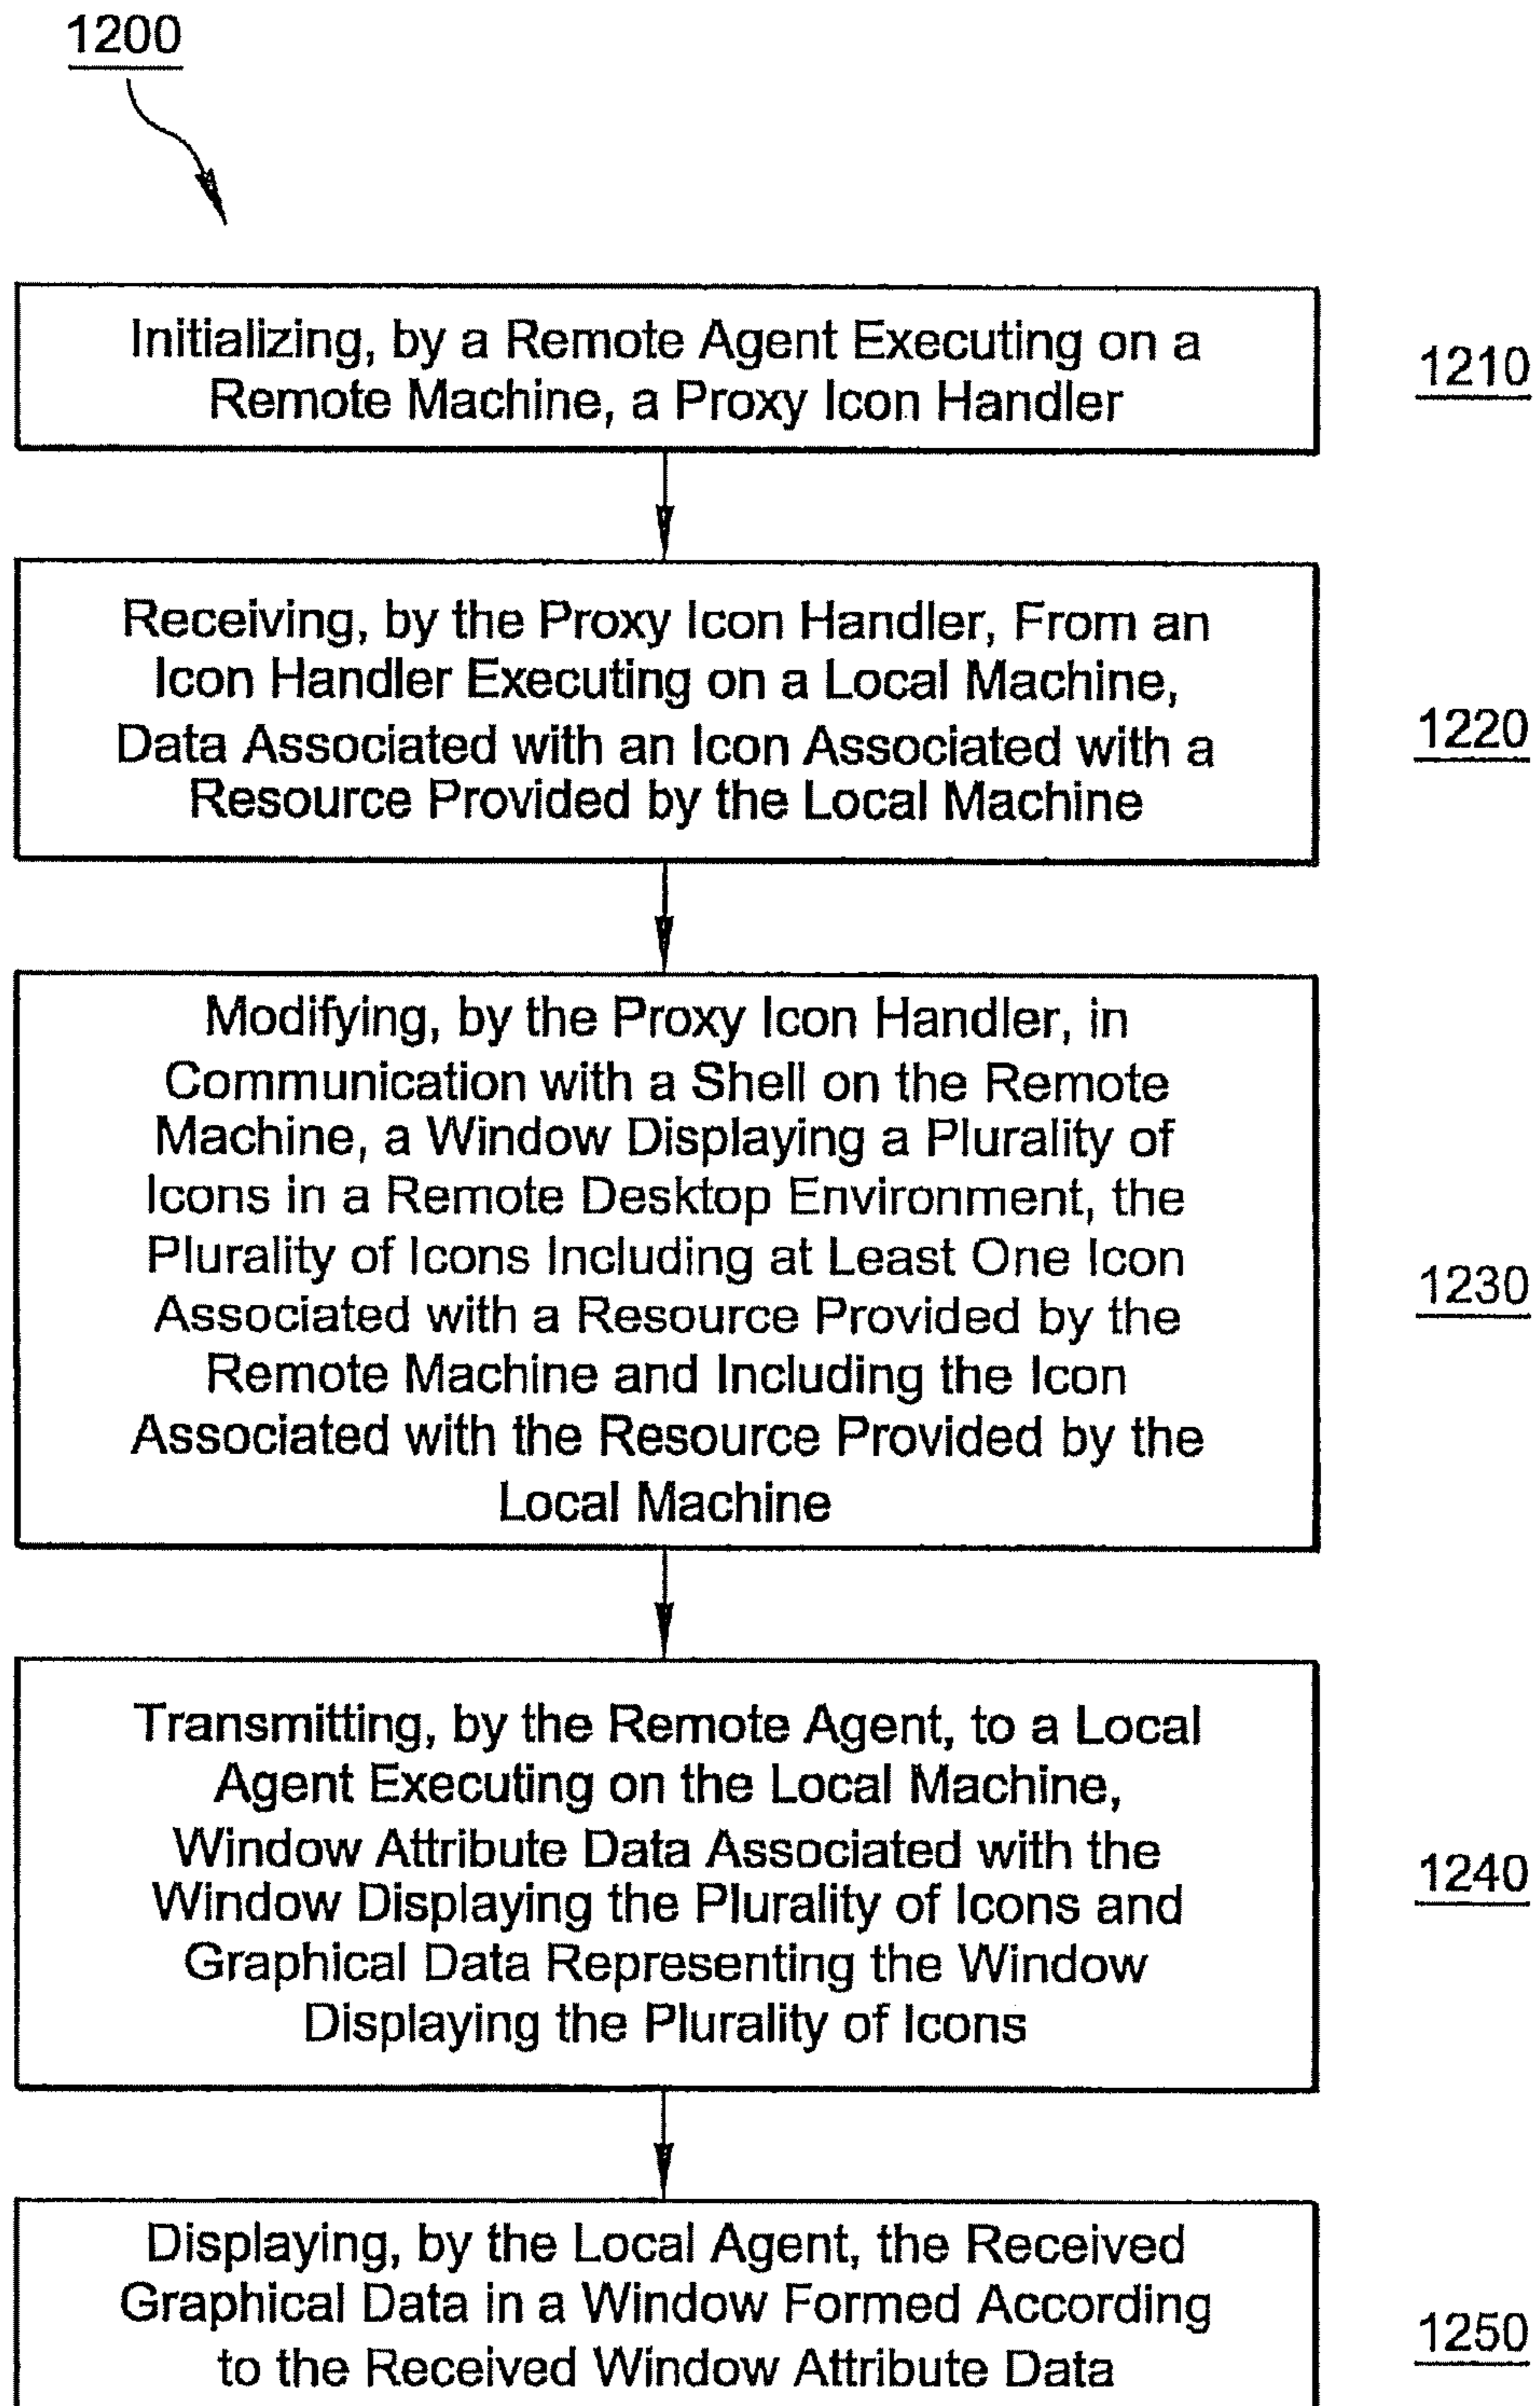 1200
Initializing, by a Remote Agent Executing on a
Remote Machine, a Proxy Icon Handler
1210
Receiving, by the Proxy Icon Handler, From an
Icon Handler Executing on a Local Machine,
Data Associated with an Icon Associated with a
Resource Provided by the Local Machine
1220
Modifying, by the Proxy Icon Handler, in
Communication with a Shell on the Remote
Machine, a Window Displaying a Plurality of
Icons in a Remote Desktop Environment, the
Plurality of Icons Including at Least One Icon
Associated with a Resource Provided by the
Remote Machine and Including the Icon
Associated with the Resource Provided by the
Local Machine
1230
Transmitting, by the Remote Agent, to a Local
Agent Executing on the Local Machine,
Window Attribute Data Associated with the
Window Displaying the Plurality of Icons and
Graphical Data Representing the Window
Displaying the Plurality of Icons
1240
Displaying, by the Local Agent, the Received
Graphical Data in a Window Formed According
to the Received Window Attribute Data
1250